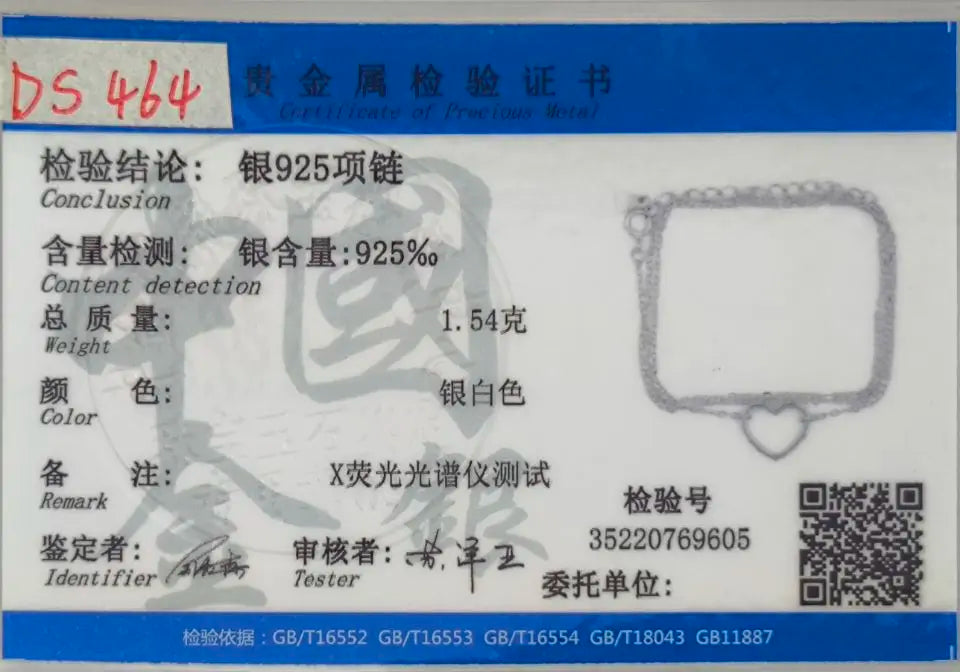 DS 464
贵金属检验证书
Certificate of Precious Metal
检验结论: 银925项链
Conclusion
含量检测: 银含量:925‰
Content detection
总质量: 1.54克
Weight
颜色: 银白色
Color
备注: X荧光光谱仪测试
Remark
检验号
35220769605
鉴定者:
Identifier
审核者:
Tester
委托单位:
检验依据：GB/T16552 GB/T16553 GB/T16554 GB/T18043 GB11887
中國
金银